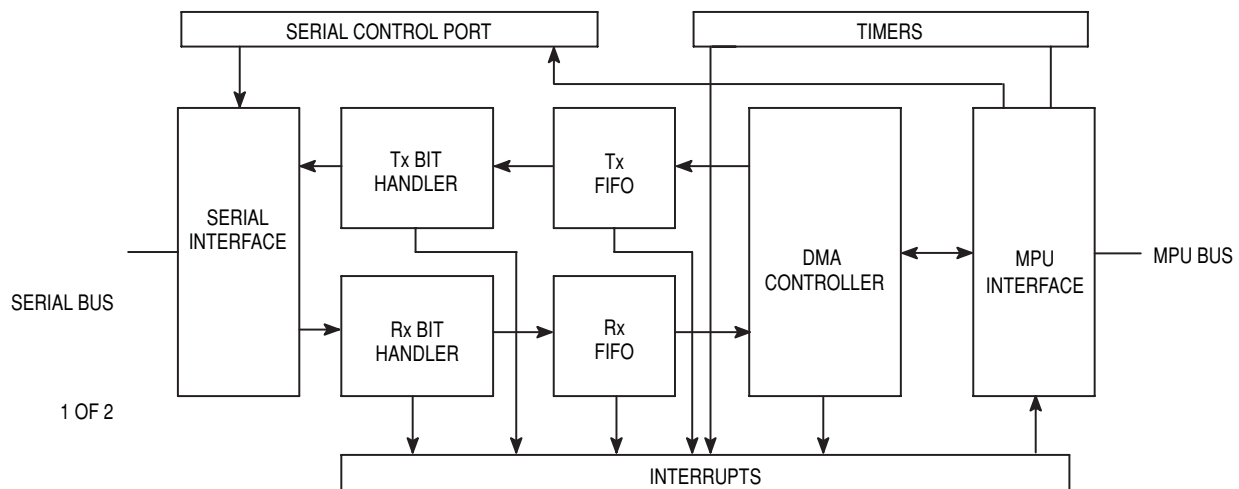 SERIAL CONTROL PORT
TIMERS
Tx BIT
HANDLER
Tx
FIFO
SERIAL
INTERFACE
DMA
CONTROLLER
MPU
INTERFACE
MPU BUS
SERIAL BUS
Rx BIT
HANDLER
Rx
FIFO
1 OF 2
INTERRUPTS